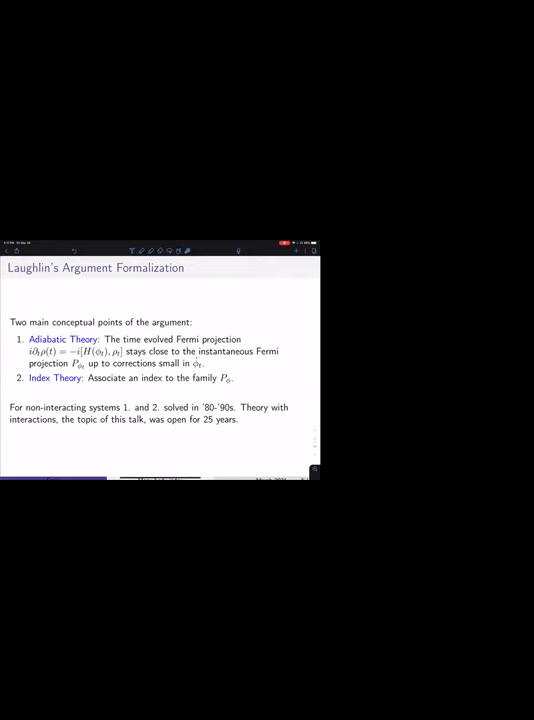 Laughlin's Argument Formalization
Two main conceptual points of the argument:
1. Adiabatic Theory: The time evolved Fermi projection
i∂ₜρ(t) = −i[H(ϕₜ), ρₜ] stays close to the instantaneous Fermi
projection P_ϕₜ up to corrections small in ϕ̇ₜ.
2. Index Theory: Associate an index to the family P_ϕ.
For non-interacting systems 1. and 2. solved in '80-'90s. Theory with
interactions, the topic of this talk, was open for 25 years.